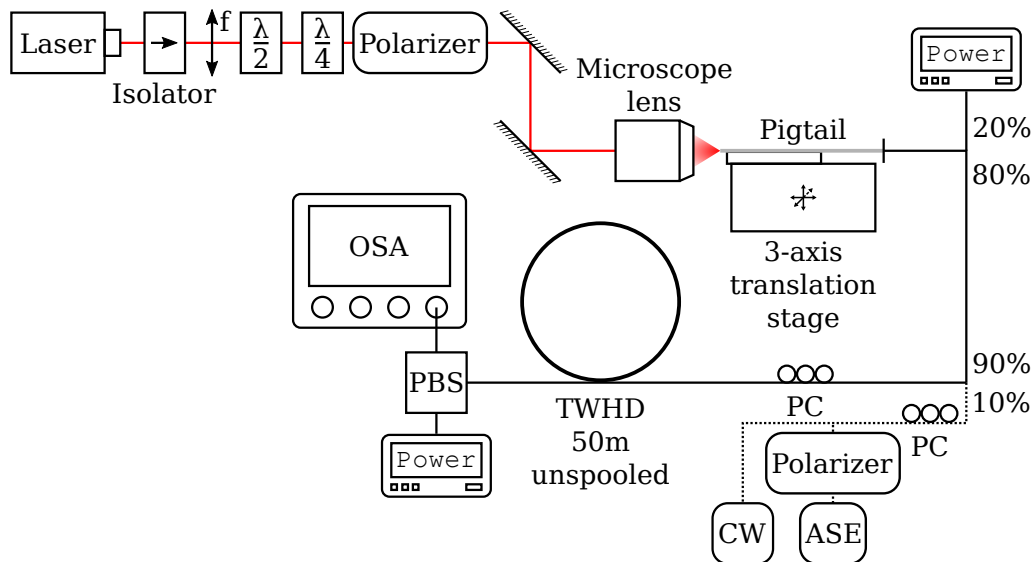 Laser
Isolator
f
λ
2
λ
4
Polarizer
Microscope
lens
Pigtail
Power
20%
80%
3-axis
translation
stage
OSA
PBS
Power
TWHD
50m
unspooled
PC
90%
10%
PC
Polarizer
CW
ASE